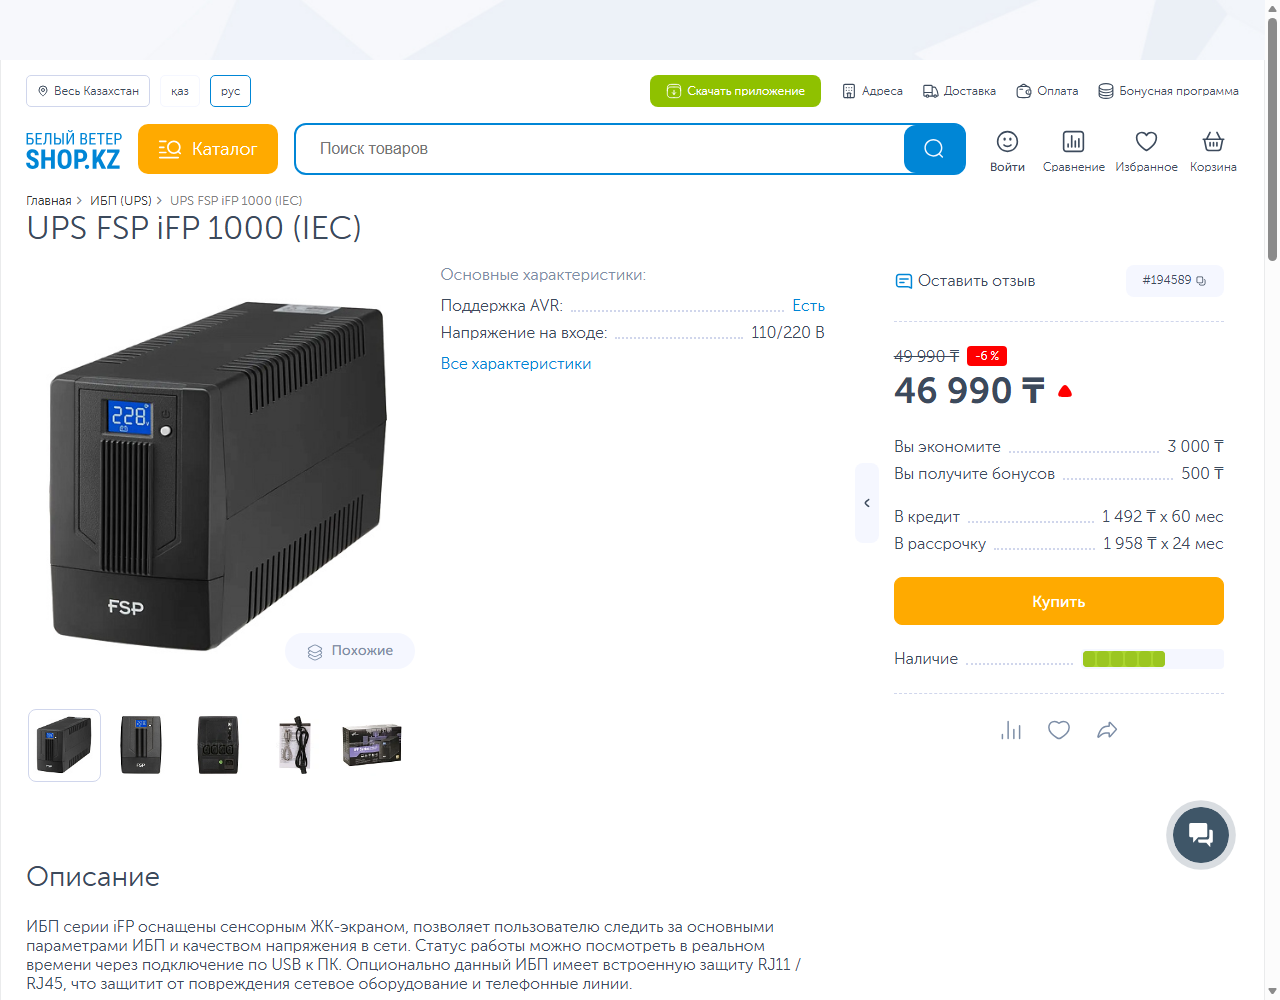 Весь Казахстан
қаз
рус
Скачать приложение
Адреса
Доставка
Оплата
Бонусная программа
БЕЛЫЙ ВЕТЕР
SHOP.KZ
Каталог
Поиск товаров
Войти
Сравнение
Избранное
Корзина
Главная > ИБП (UPS) > UPS FSP iFP 1000 (IEC)
UPS FSP iFP 1000 (IEC)
228
FSP
Похожие
Основные характеристики:
Поддержка AVR: Есть
Напряжение на входе: 110/220 В
Все характеристики
Оставить отзыв
#194589
49 990 ₸ -6 %
46 990 ₸
Вы экономите 3 000 ₸
Вы получите бонусов 500 ₸
В кредит 1 492 ₸ x 60 мес
В рассрочку 1 958 ₸ x 24 мес
Купить
Наличие
FSP
FSP
Описание
ИБП серии iFP оснащены сенсорным ЖК-экраном, позволяет пользователю следить за основными
параметрами ИБП и качеством напряжения в сети. Статус работы можно посмотреть в реальном
времени через подключение по USB к ПК. Опционально данный ИБП имеет встроенную защиту RJ11 /
RJ45, что защитит от повреждения сетевое оборудование и телефонные линии.